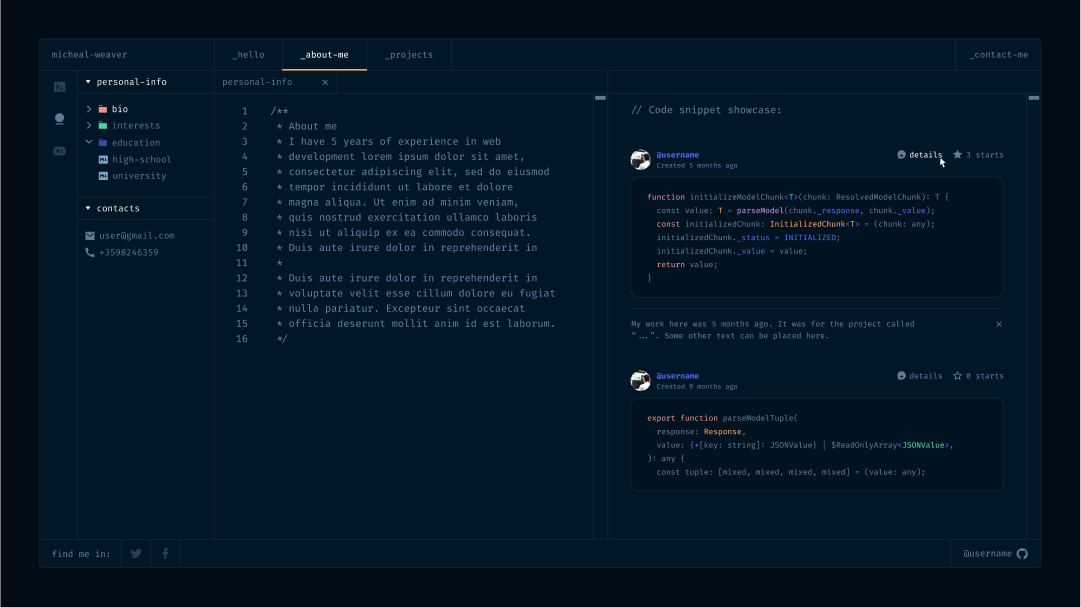 micheal-weaver
_hello
_about-me
_projects
_contact-me
personal-info
bio
interests
education
high-school
university
contacts
user@gmail.com
+3598246359
personal-info ×
1 /**
2 * About me
3 * I have 5 years of experience in web
4 * development lorem ipsum dolor sit amet,
5 * consectetur adipiscing elit, sed do eiusmod
6 * tempor incididunt ut labore et dolore
7 * magna aliqua. Ut enim ad minim veniam,
8 * quis nostrud exercitation ullamco laboris
9 * nisi ut aliquip ex ea commodo consequat.
10 * Duis aute irure dolor in reprehenderit in
11 *
12 * Duis aute irure dolor in reprehenderit in
13 * voluptate velit esse cillum dolore eu fugiat
14 * nulla pariatur. Excepteur sint occaecat
15 * officia deserunt mollit anim id est laborum.
16 */
// Code snippet showcase:
@username
Created 5 months ago
details
3 starts
function initializeModelChunk<T>(chunk: ResolvedModelChunk): T {
const value: T = parseModel(chunk._response, chunk._value);
const initializedChunk: InitializedChunk<T> = (chunk: any);
initializedChunk._status = INITIALIZED;
initializedChunk._value = value;
return value;
}
My work here was 5 months ago. It was for the project called
"...". Some other text can be placed here.
×
@username
Created 9 months ago
details
0 starts
export function parseModelTuple(
response: Response,
value: {+[key: string]: JSONValue} | $ReadOnlyArray<JSONValue>,
): any {
const tuple: [mixed, mixed, mixed, mixed] = (value: any);
find me in:
@username